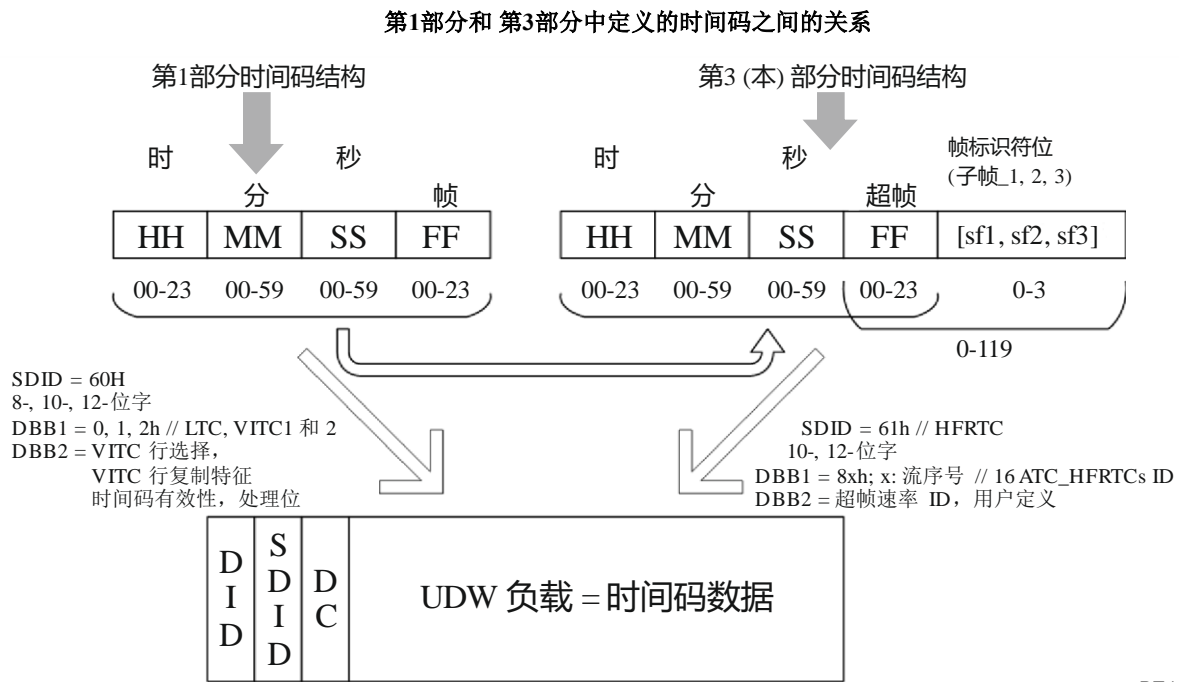 第1部分和 第3部分中定义的时间码之间的关系
第1部分时间码结构
第3 (本) 部分时间码结构
时
分
秒
帧
HH MM SS FF
00-23 00-59 00-59 00-23
时
分
秒
超帧
帧标识符位
(子帧_1, 2, 3)
HH MM SS FF [sf1, sf2, sf3]
00-23 00-59 00-59 00-23 0-3
0-119
SDID = 60H
8-, 10-, 12-位字
DBB1 = 0, 1, 2h // LTC, VITC1 和 2
DBB2 = VITC 行选择，
VITC 行复制特征
时间码有效性，处理位
SDID = 61h // HFRTC
10-, 12-位字
DBB1 = 8xh; x: 流序号 // 16 ATC_HFRTCs ID
DBB2 = 超帧速率 ID，用户定义
DID
SDID
DC
UDW 负载 = 时间码数据